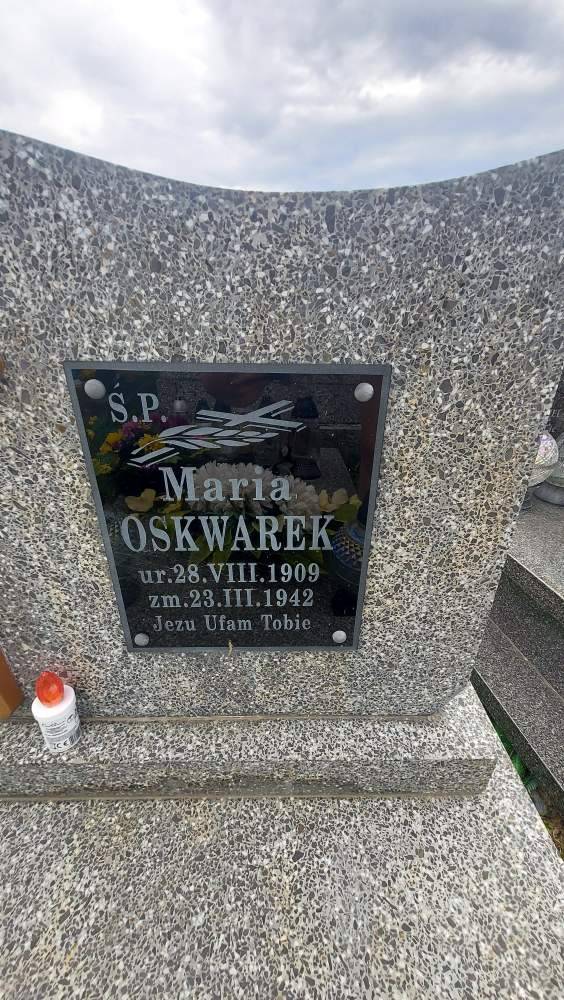 Ś.P.
Maria
OSKWAREK
ur.28.VIII.1909
zm.23.III.1942
Jezu Ufam Tobie